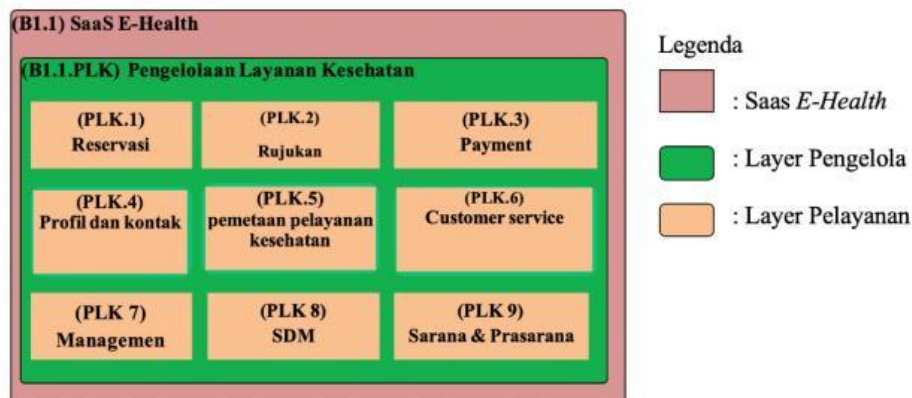 (B1.1) SaaS E-Health
(B1.1.PLK) Pengelolaan Layanan Kesehatan
(PLK.1)
Reservasi
(PLK.2)
Rujukan
(PLK.3)
Payment
(PLK.4)
Profil dan kontak
(PLK.5)
pemetaan pelayanan
kesehatan
(PLK.6)
Customer service
(PLK 7)
Managemen
(PLK 8)
SDM
(PLK 9)
Sarana & Prasarana
Legenda
: Saas E-Health
: Layer Pengelola
: Layer Pelayanan